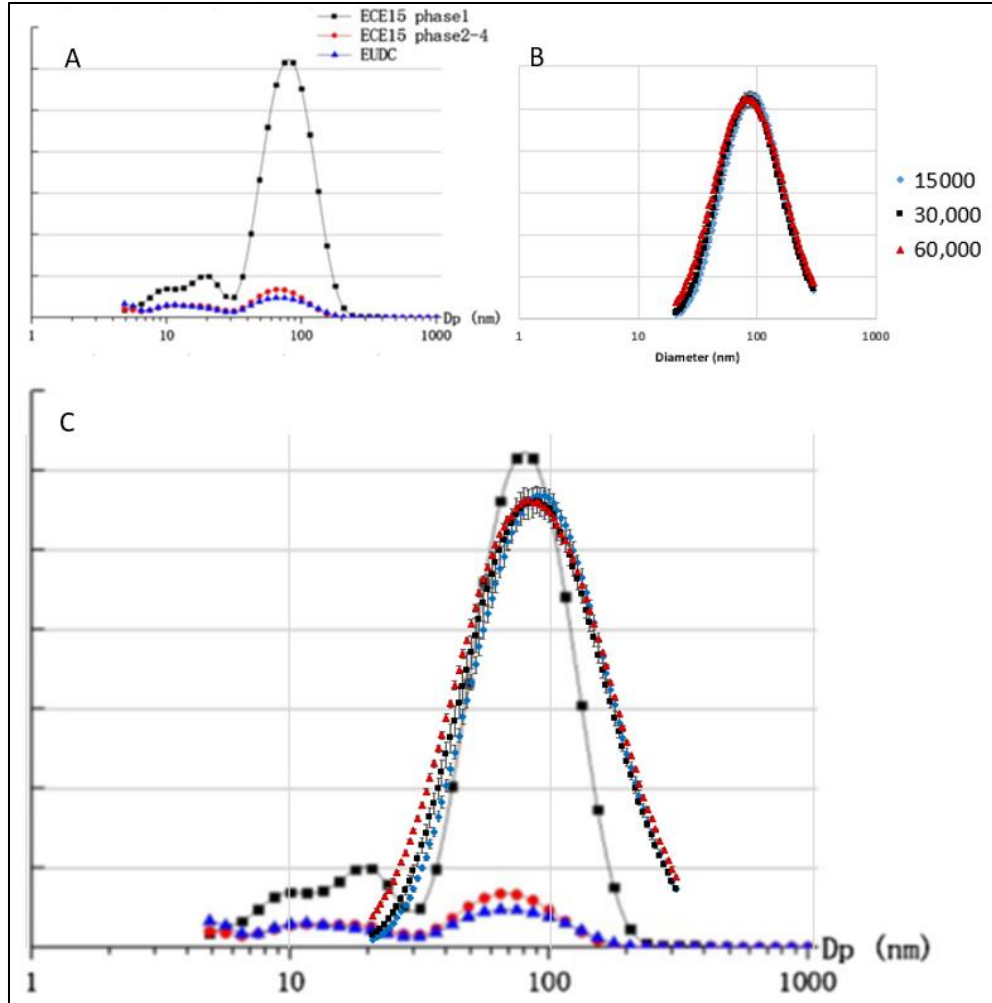 ECE15 phase1
ECE15 phase2-4
EUDC
A
Dp (nm)
1 10 100 1000
B
1 10 100 1000
Diameter (nm)
15000
30,000
60,000
C
Dp (nm)
1 10 100 1000